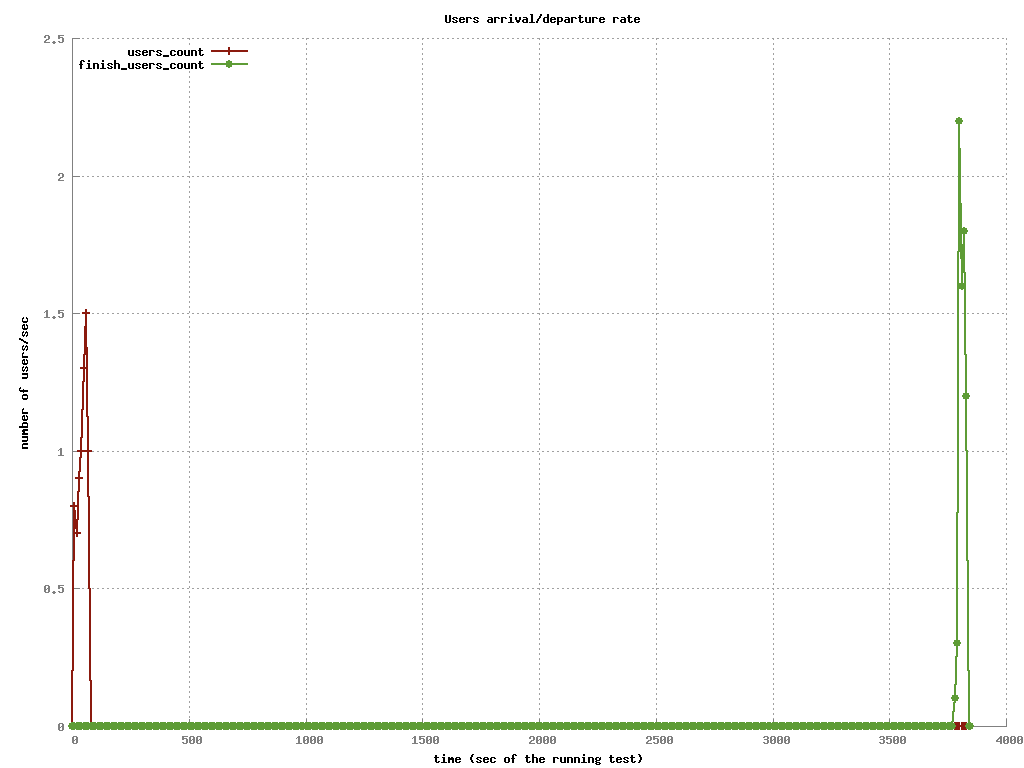 Users arrival/departure rate
users_count
finish_users_count
2.5
2
1.5
1
0.5
0
number of users/sec
0 500 1000 1500 2000 2500 3000 3500 4000
time (sec of the running test)